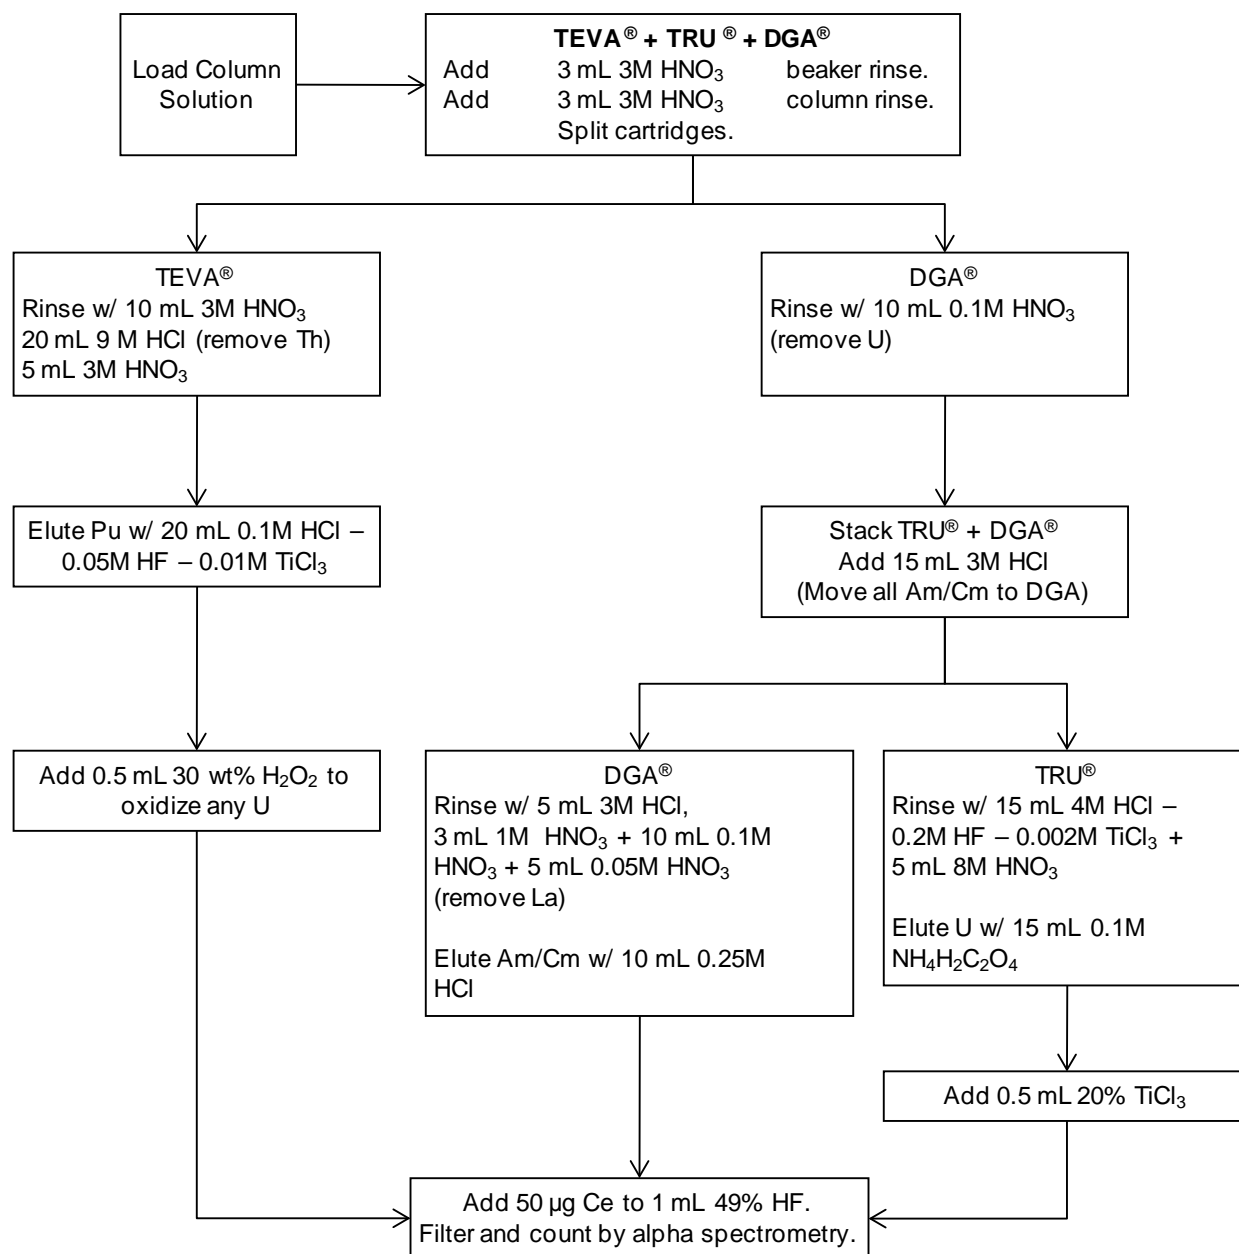 Load Column
Solution
TEVA® + TRU ® + DGA®
Add 3 mL 3M HNO₃ beaker rinse.
Add 3 mL 3M HNO₃ column rinse.
Split cartridges.
TEVA®
Rinse w/ 10 mL 3M HNO₃
20 mL 9 M HCl (remove Th)
5 mL 3M HNO₃
DGA®
Rinse w/ 10 mL 0.1M HNO₃
(remove U)
Elute Pu w/ 20 mL 0.1M HCl –
0.05M HF – 0.01M TiCl₃
Stack TRU® + DGA®
Add 15 mL 3M HCl
(Move all Am/Cm to DGA)
Add 0.5 mL 30 wt% H₂O₂ to
oxidize any U
DGA®
Rinse w/ 5 mL 3M HCl,
3 mL 1M HNO₃ + 10 mL 0.1M
HNO₃ + 5 mL 0.05M HNO₃
(remove La)
Elute Am/Cm w/ 10 mL 0.25M
HCl
TRU®
Rinse w/ 15 mL 4M HCl –
0.2M HF – 0.002M TiCl₃ +
5 mL 8M HNO₃
Elute U w/ 15 mL 0.1M
NH₄H₂C₂O₄
Add 0.5 mL 20% TiCl₃
Add 50 µg Ce to 1 mL 49% HF.
Filter and count by alpha spectrometry.